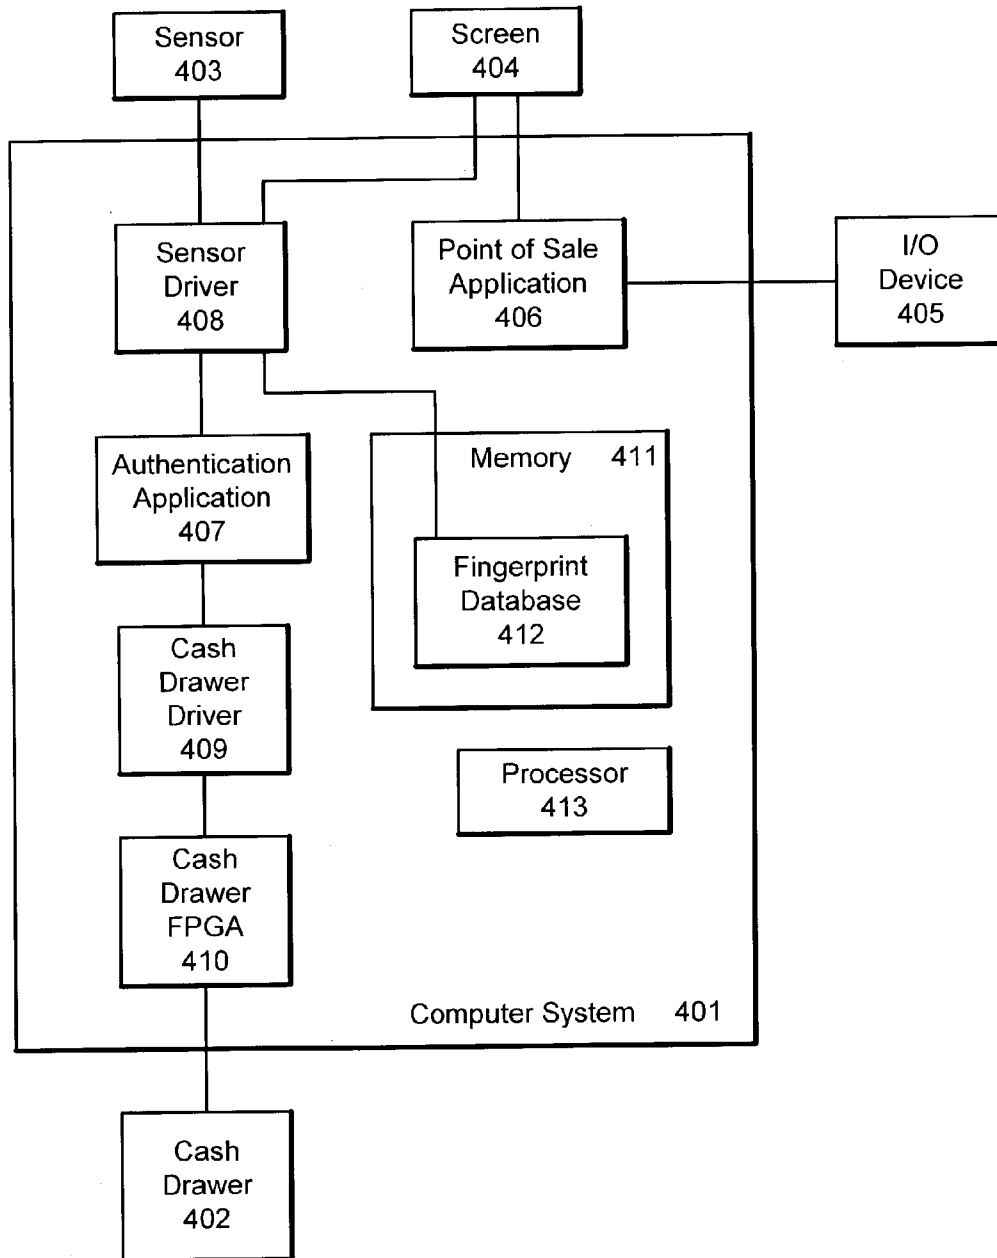 Sensor
403
Screen
404
Sensor
Driver
408
Point of Sale
Application
406
I/O
Device
405
Authentication
Application
407
Memory 411
Fingerprint
Database
412
Cash
Drawer
Driver
409
Processor
413
Cash
Drawer
FPGA
410
Computer System 401
Cash
Drawer
402